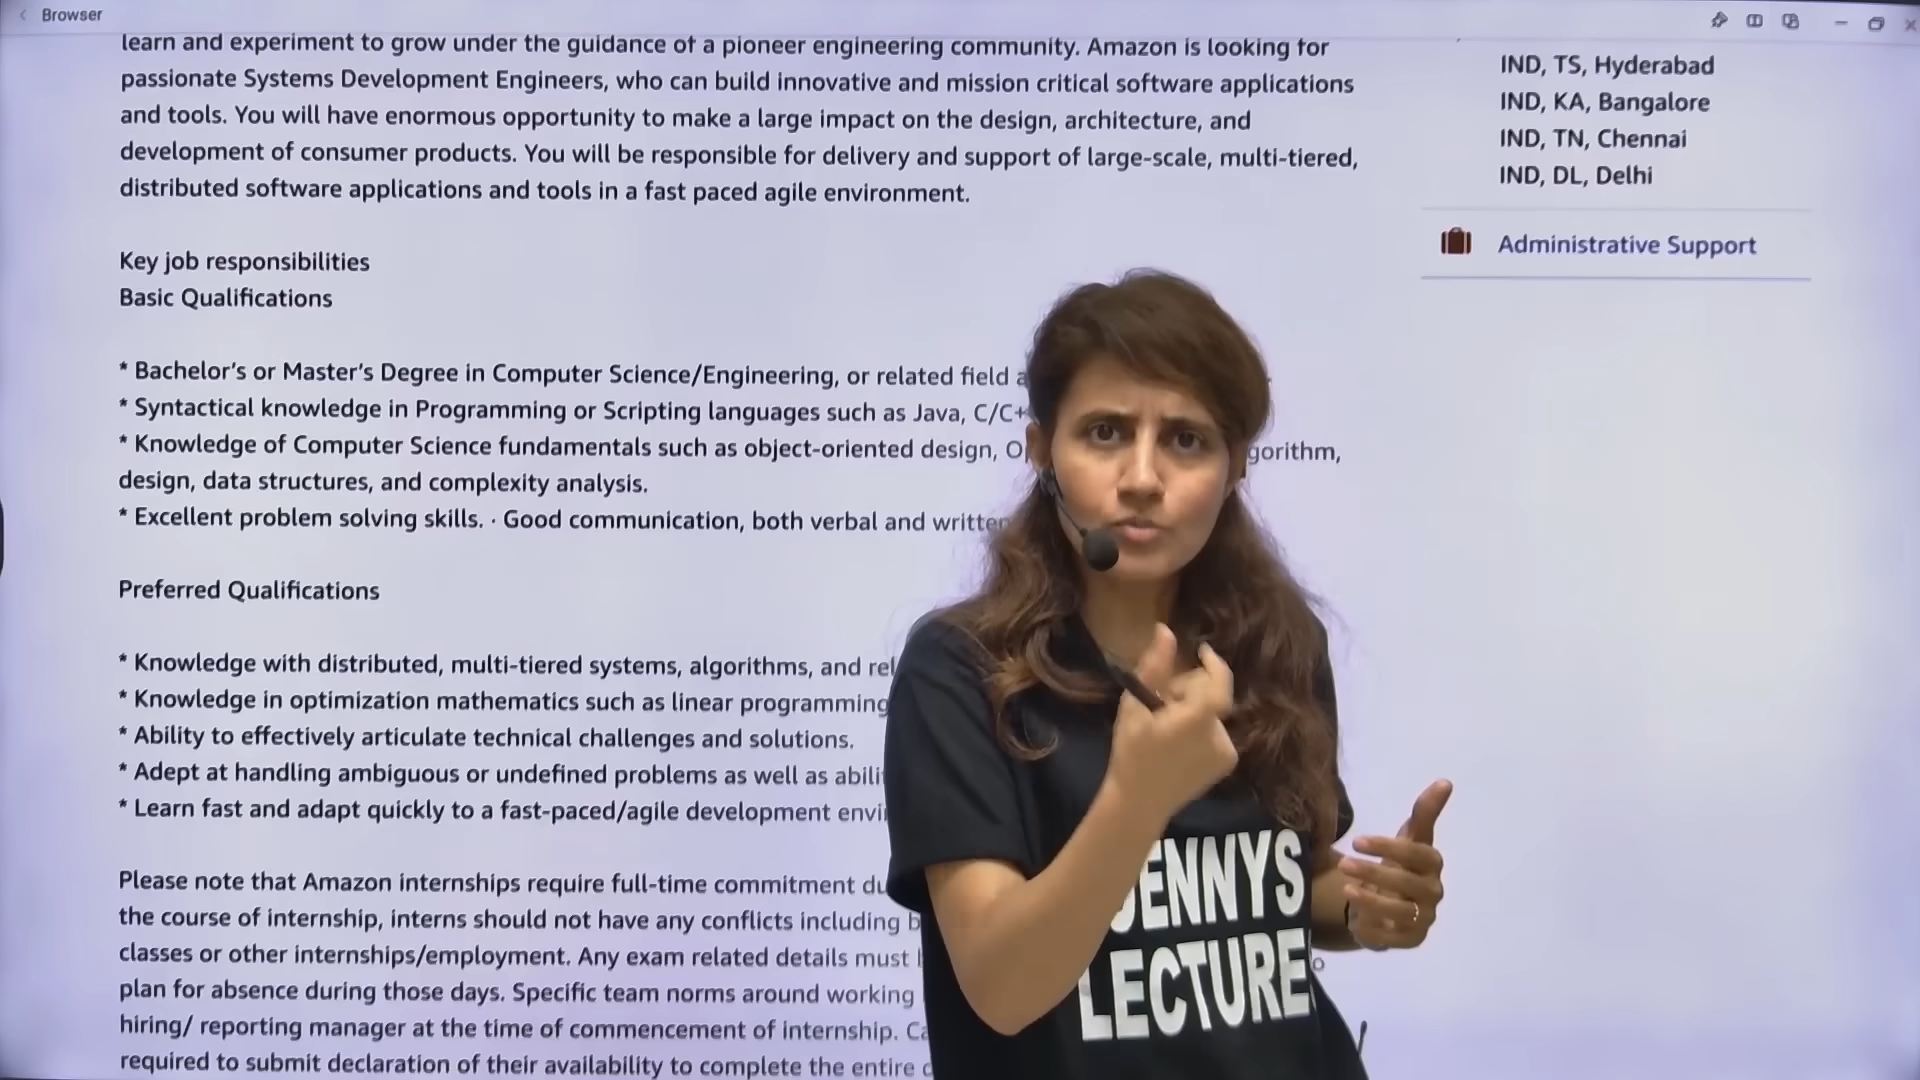 Browser
learn and experiment to grow under the guidance of a pioneer engineering community. Amazon is looking for
passionate Systems Development Engineers, who can build innovative and mission critical software applications
and tools. You will have enormous opportunity to make a large impact on the design, architecture, and
development of consumer products. You will be responsible for delivery and support of large-scale, multi-tiered,
distributed software applications and tools in a fast paced agile environment.
Key job responsibilities
Basic Qualifications
* Bachelor's or Master's Degree in Computer Science/Engineering, or related field
* Syntactical knowledge in Programming or Scripting languages such as Java, C/C+
* Knowledge of Computer Science fundamentals such as object-oriented design, gorithm,
design, data structures, and complexity analysis.
* Excellent problem solving skills. · Good communication, both verbal and written
Preferred Qualifications
* Knowledge with distributed, multi-tiered systems, algorithms, and rel
* Knowledge in optimization mathematics such as linear programming
* Ability to effectively articulate technical challenges and solutions.
* Adept at handling ambiguous or undefined problems as well as abili
* Learn fast and adapt quickly to a fast-paced/agile development envi
Please note that Amazon internships require full-time commitment du
the course of internship, interns should not have any conflicts including b
classes or other internships/employment. Any exam related details must
plan for absence during those days. Specific team norms around working
hiring/ reporting manager at the time of commencement of internship. Ca
required to submit declaration of their availability to complete the entire
IND, TS, Hyderabad
IND, KA, Bangalore
IND, TN, Chennai
IND, DL, Delhi
Administrative Support
JENNYS
LECTURE